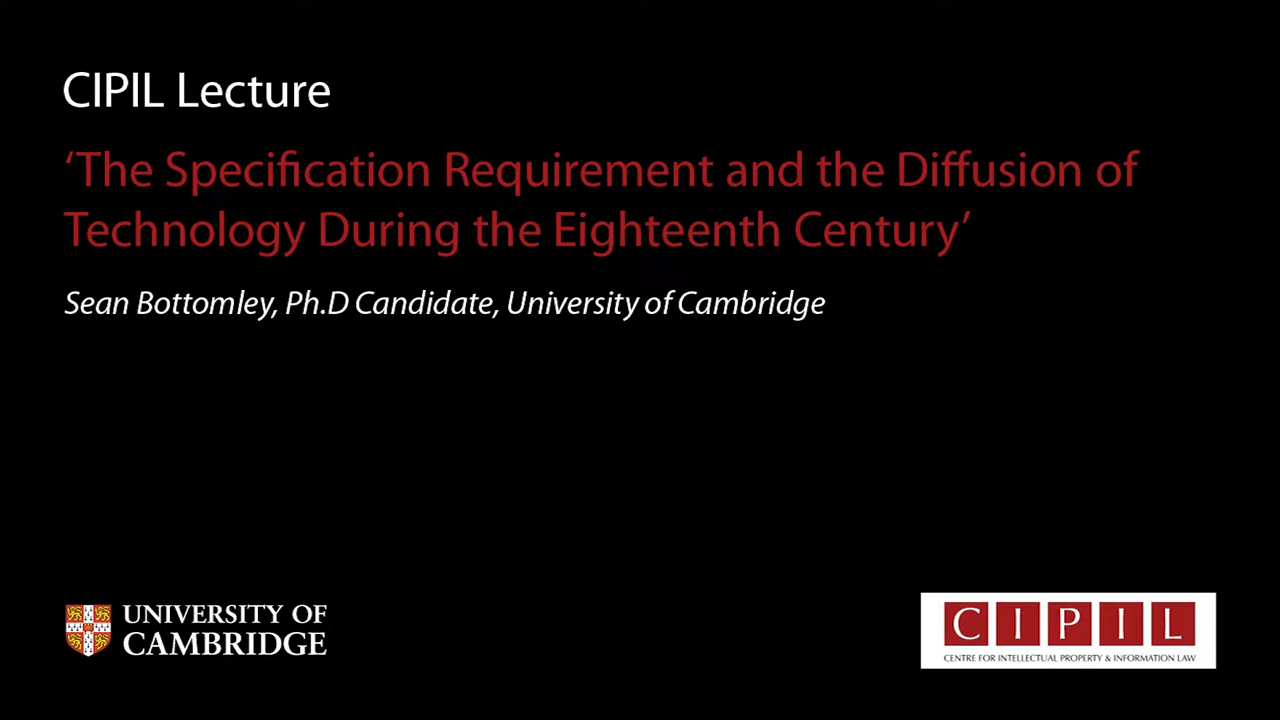 CIPIL Lecture
‘The Specification Requirement and the Diffusion of
Technology During the Eighteenth Century’
Sean Bottomley, Ph.D Candidate, University of Cambridge
UNIVERSITY OF
CAMBRIDGE
CIPIL
CENTRE FOR INTELLECTUAL PROPERTY & INFORMATION LAW